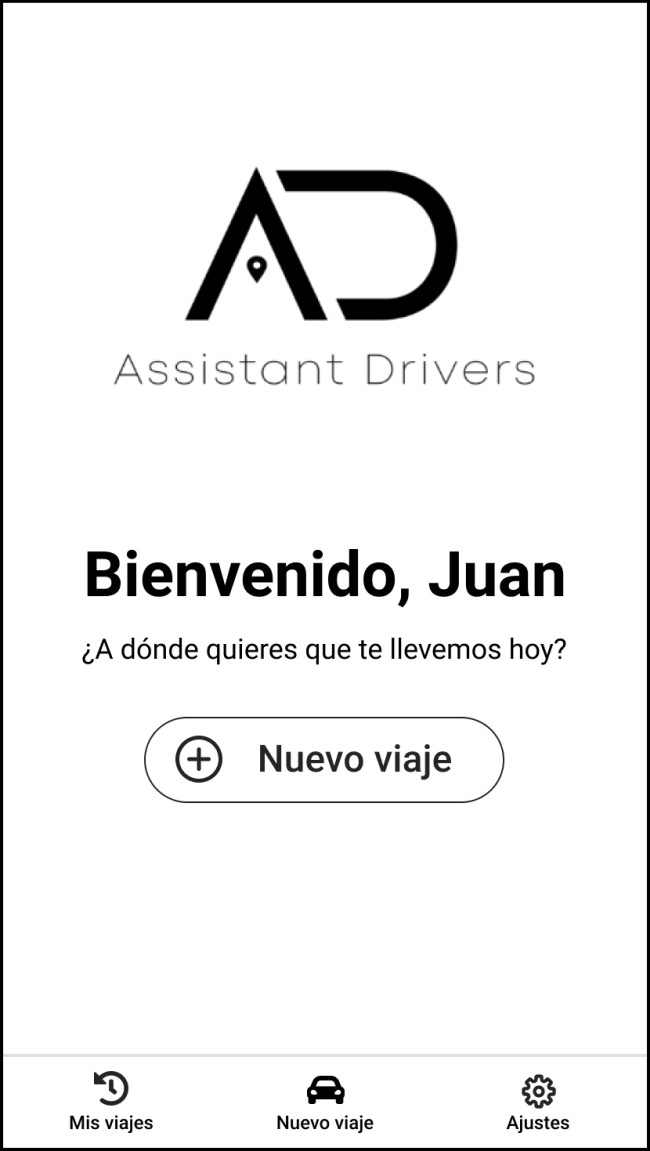 AD
Assistant Drivers
Bienvenido, Juan
¿A dónde quieres que te llevemos hoy?
Nuevo viaje
Mis viajes
Nuevo viaje
Ajustes